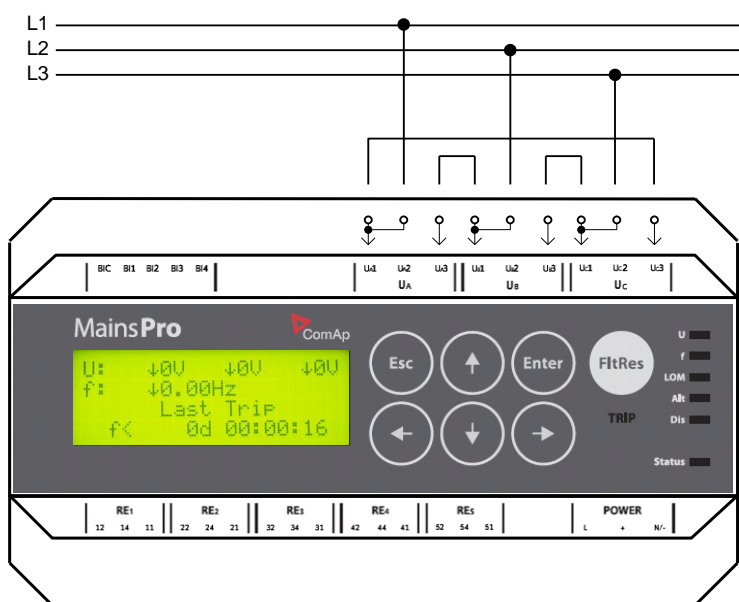 L1
L2
L3
BIC BI1 BI2 BI3 BI4
UA1 UA2 UA3 UB1 UB2 UB3 UC1 UC2 UC3
UA UB UC
MainsPro
ComAp
U: ↓0V ↓0V ↓0V
f: ↓0.00Hz
Last Trip
f< 0d 00:00:16
Esc
Enter
FltRes
TRIP
U
f
LOM
Alt
Dis
Status
RE1 RE2 RE3 RE4 RE5 POWER
12 14 11 22 24 21 32 34 31 42 44 41 52 54 51 L + N/-